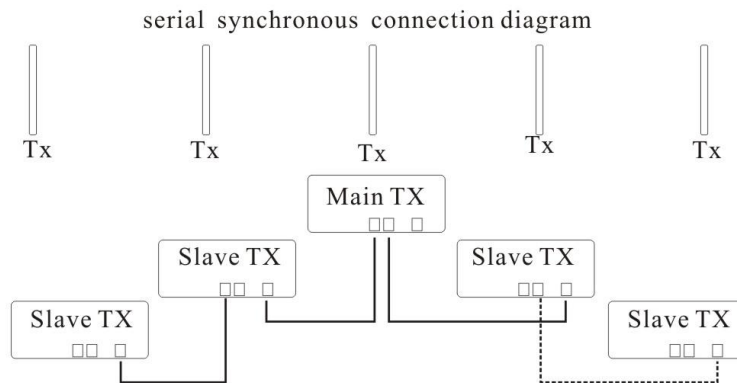 serial synchronous connection diagram
Tx Tx Tx Tx Tx
Main TX
Slave TX Slave TX
Slave TX Slave TX